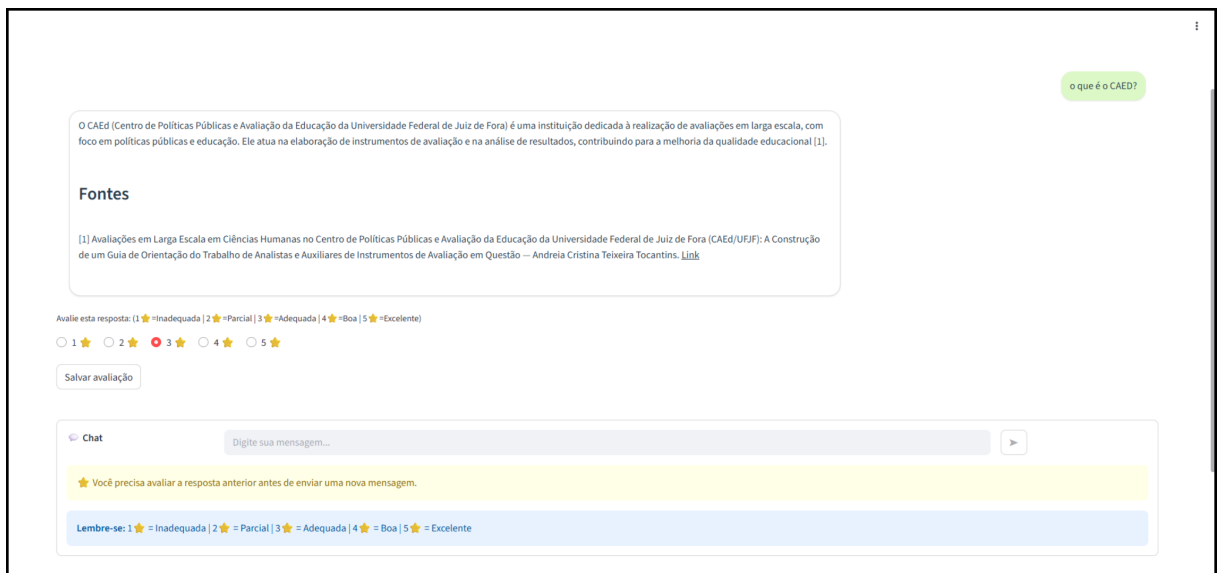 o que é o CAED?
O CAEd (Centro de Políticas Públicas e Avaliação da Educação da Universidade Federal de Juiz de Fora) é uma instituição dedicada à realização de avaliações em larga escala, com
foco em políticas públicas e educação. Ele atua na elaboração de instrumentos de avaliação e na análise de resultados, contribuindo para a melhoria da qualidade educacional [1].
Fontes
[1] Avaliações em Larga Escala em Ciências Humanas no Centro de Políticas Públicas e Avaliação da Educação da Universidade Federal de Juiz de Fora (CAEd/UFJF): A Construção
de um Guia de Orientação do Trabalho de Analistas e Auxiliares de Instrumentos de Avaliação em Questão — Andreia Cristina Teixeira Tocantins. Link
Avalie esta resposta: (1⭐=Inadequada | 2⭐=Parcial | 3⭐=Adequada | 4⭐=Boa | 5⭐=Excelente)
1⭐ 2⭐ 3⭐ 4⭐ 5⭐
Salvar avaliação
Chat Digite sua mensagem...
⭐ Você precisa avaliar a resposta anterior antes de enviar uma nova mensagem.
Lembre-se: 1⭐ = Inadequada | 2⭐ = Parcial | 3⭐ = Adequada | 4⭐ = Boa | 5⭐ = Excelente